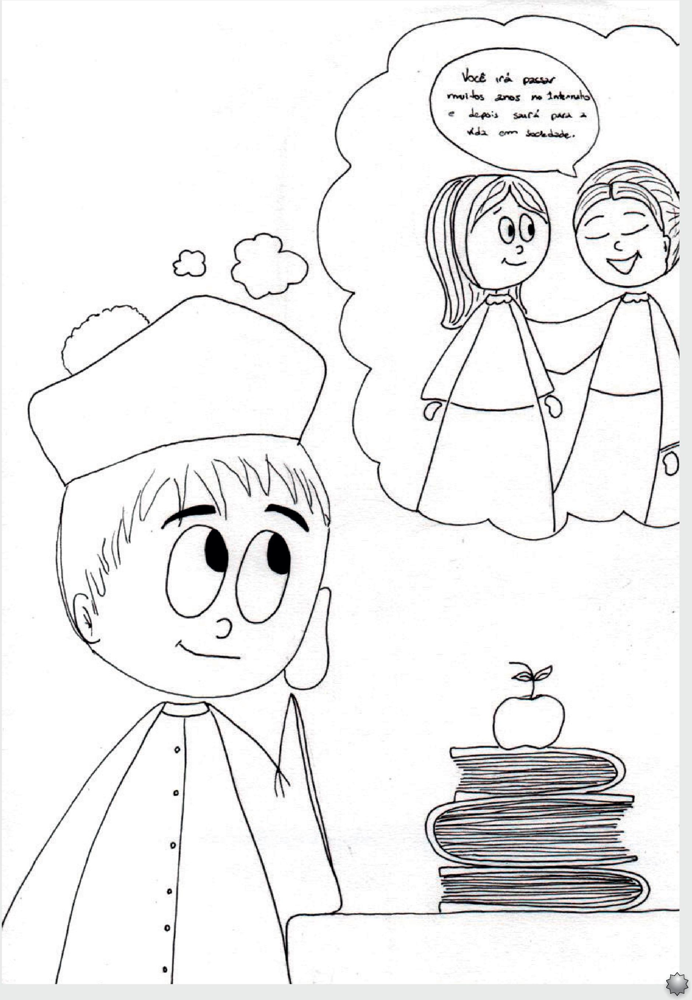 Você irá passar
muitos anos no Internato
e depois sairá para a
vida em sociedade.